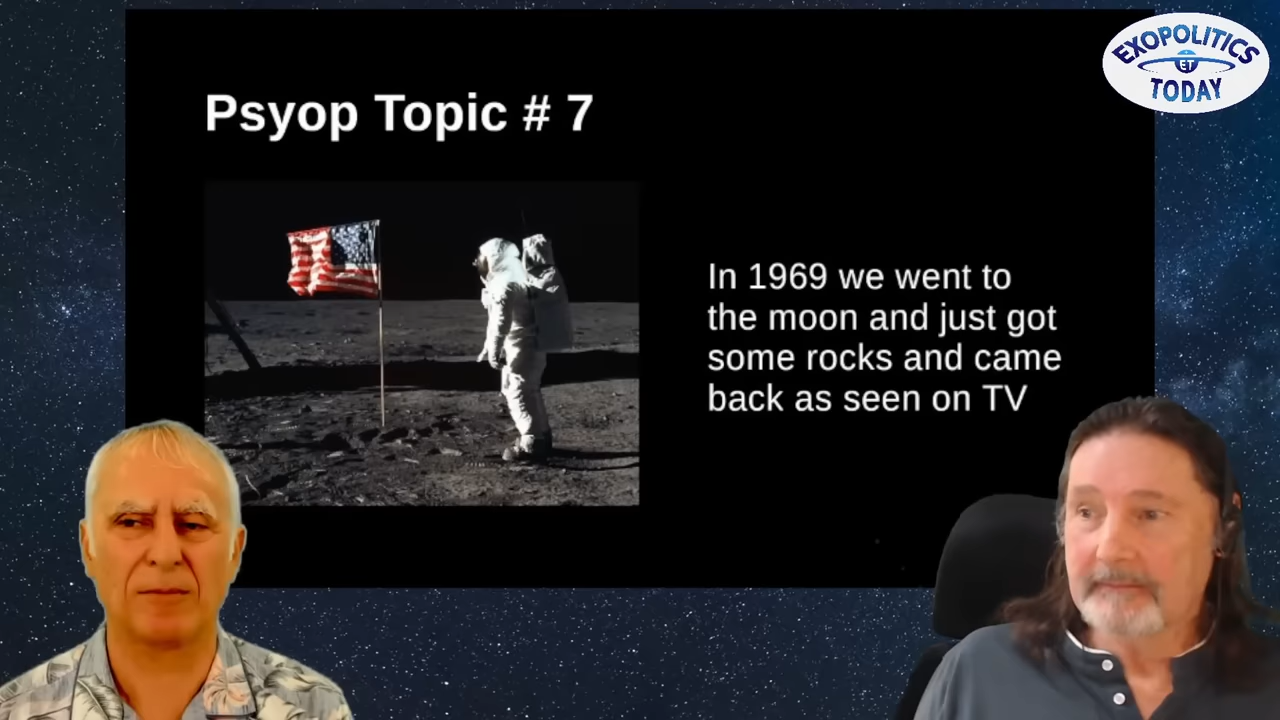 EXOPOLITICS
ET
TODAY
Psyop Topic # 7
In 1969 we went to
the moon and just got
some rocks and came
back as seen on TV